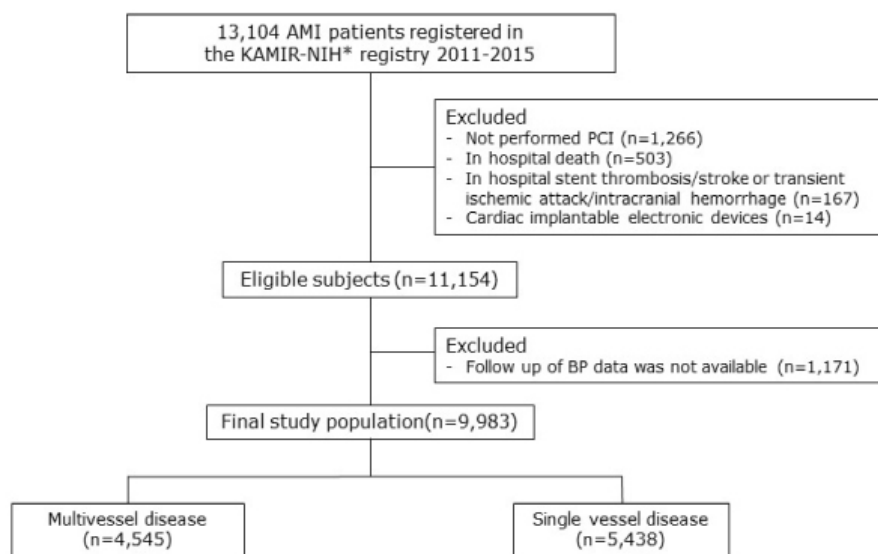 13,104 AMI patients registered in
the KAMIR-NIH* registry 2011-2015
Excluded
- Not performed PCI (n=1,266)
- In hospital death (n=503)
- In hospital stent thrombosis/stroke or transient
ischemic attack/intracranial hemorrhage (n=167)
- Cardiac implantable electronic devices (n=14)
Eligible subjects (n=11,154)
Excluded
- Follow up of BP data was not available (n=1,171)
Final study population(n=9,983)
Multivessel disease
(n=4,545)
Single vessel disease
(n=5,438)